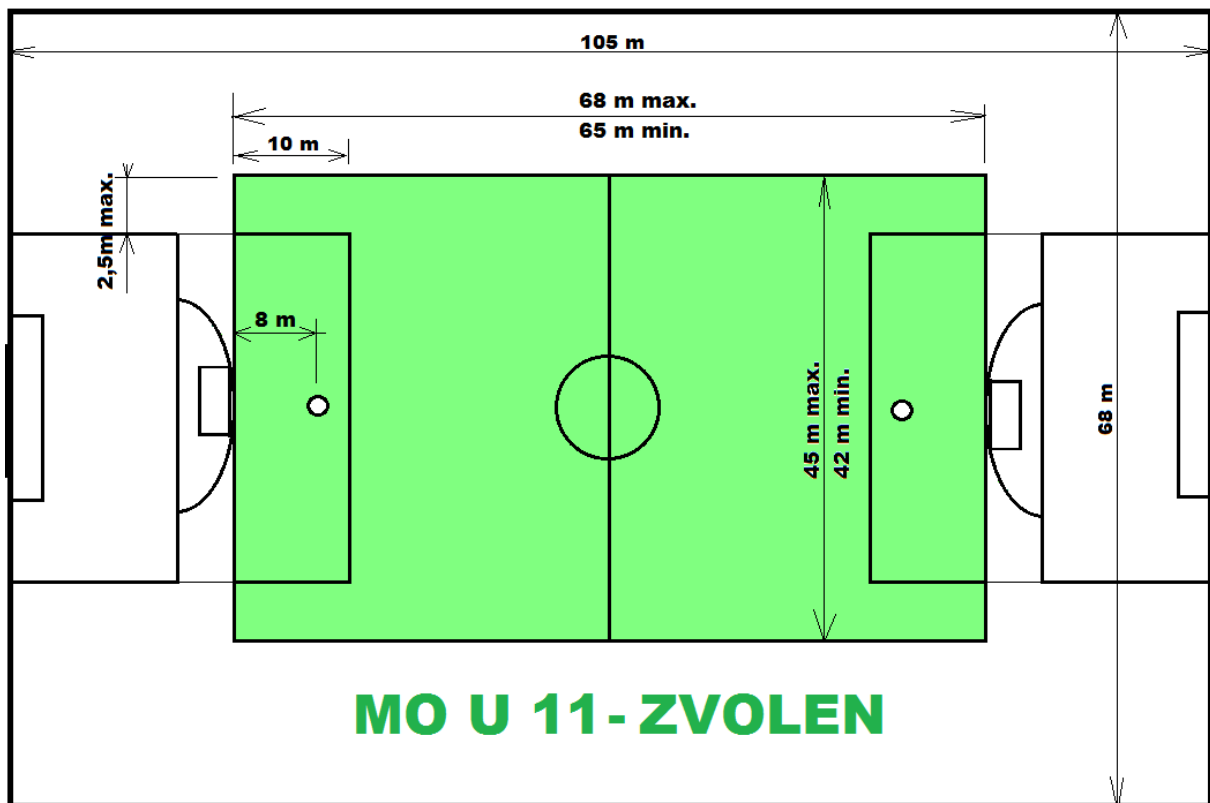 105 m
68 m max.
65 m min.
10 m
2,5m max.
8 m
45 m max.
42 m min.
68 m
MO U 11- ZVOLEN